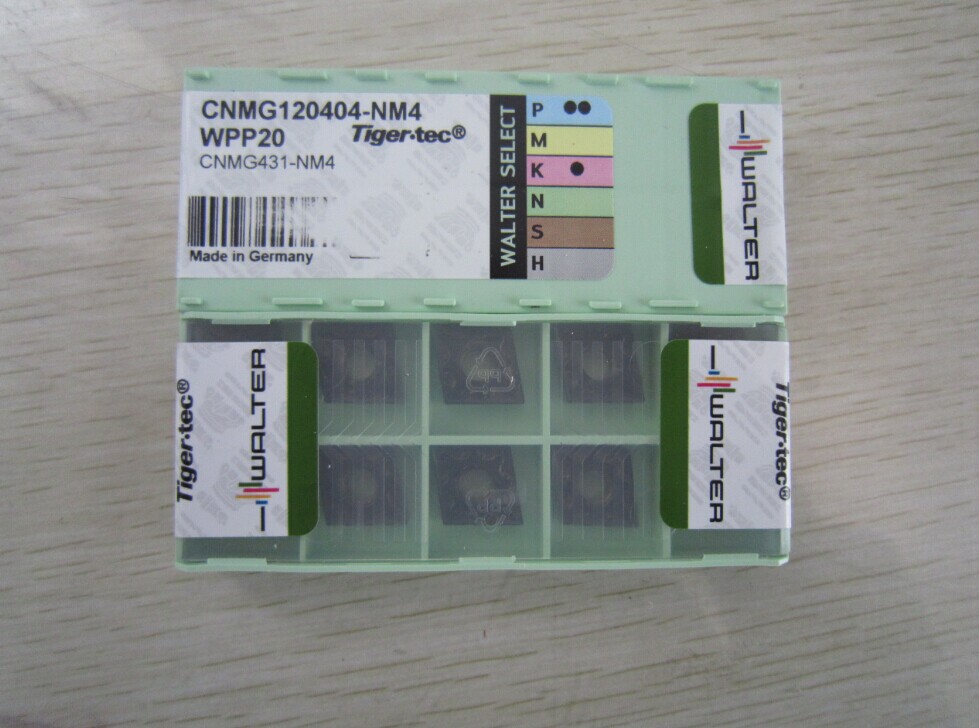 CNMG120404-NM4
WPP20 Tiger·tec®
CNMG431-NM4
Made in Germany
WALTER SELECT
P
M
K
N
S
H
WALTER
Tiger·tec®
WALTER
WALTER
Tiger·tec®
PP